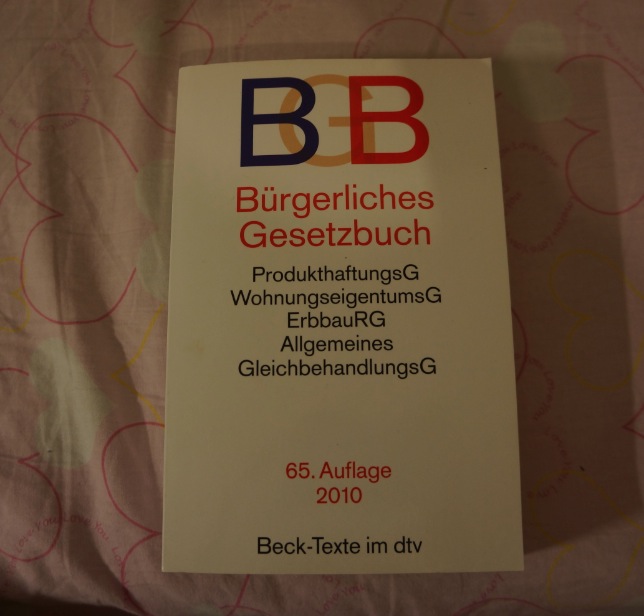 BGB
Bürgerliches
Gesetzbuch
ProdukthaftungsG
WohnungseigentumsG
ErbbauRG
Allgemeines
GleichbehandlungsG
65. Auflage
2010
Beck-Texte im dtv